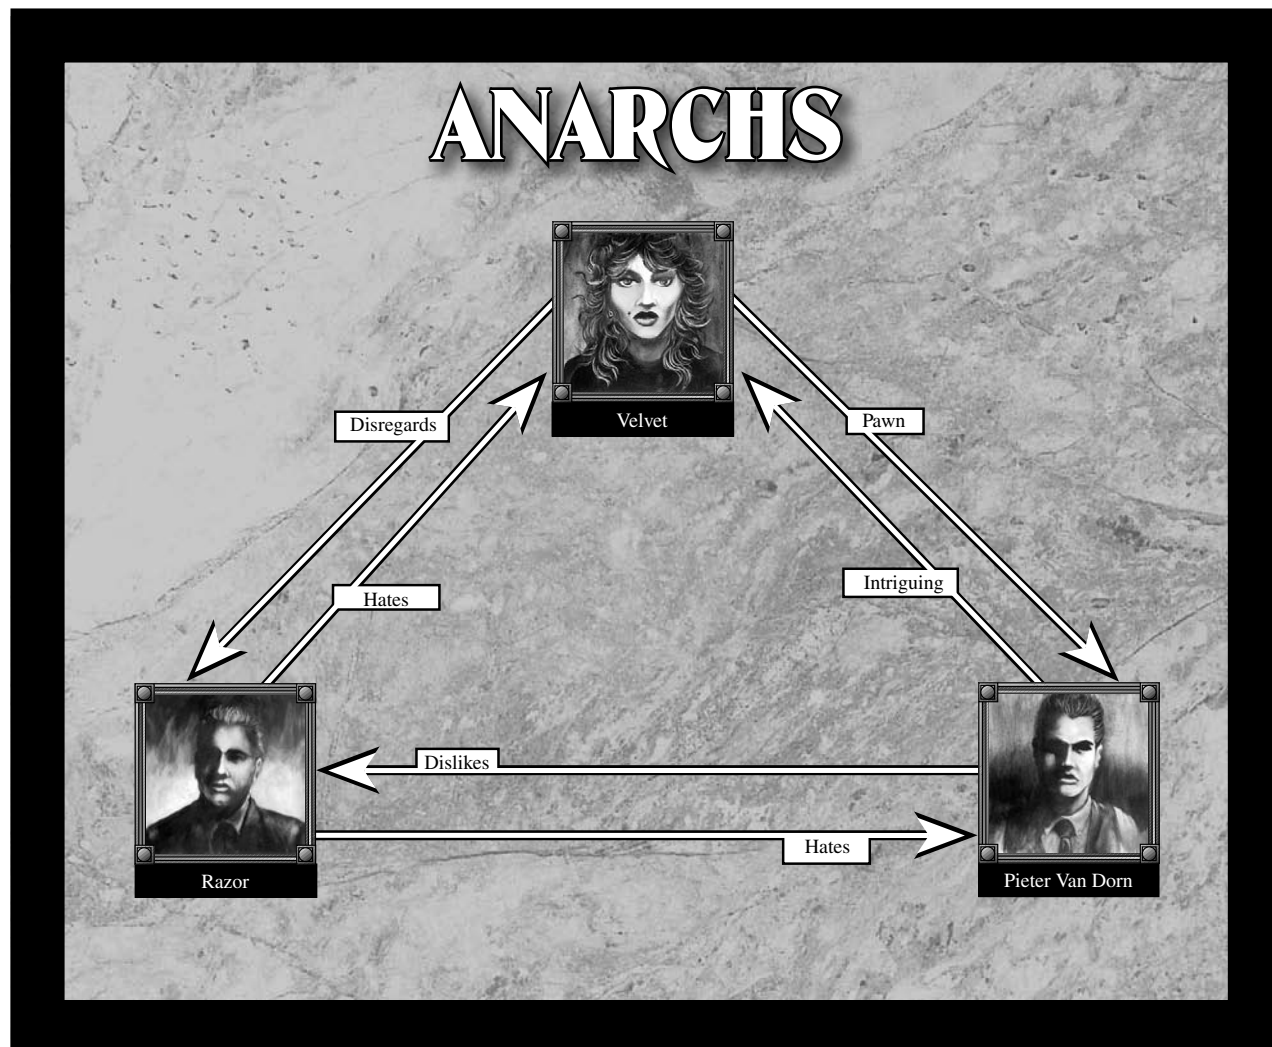 ANARCHS
Velvet
Disregards
Pawn
Hates
Intriguing
Dislikes
Hates
Razor
Pieter Van Dorn